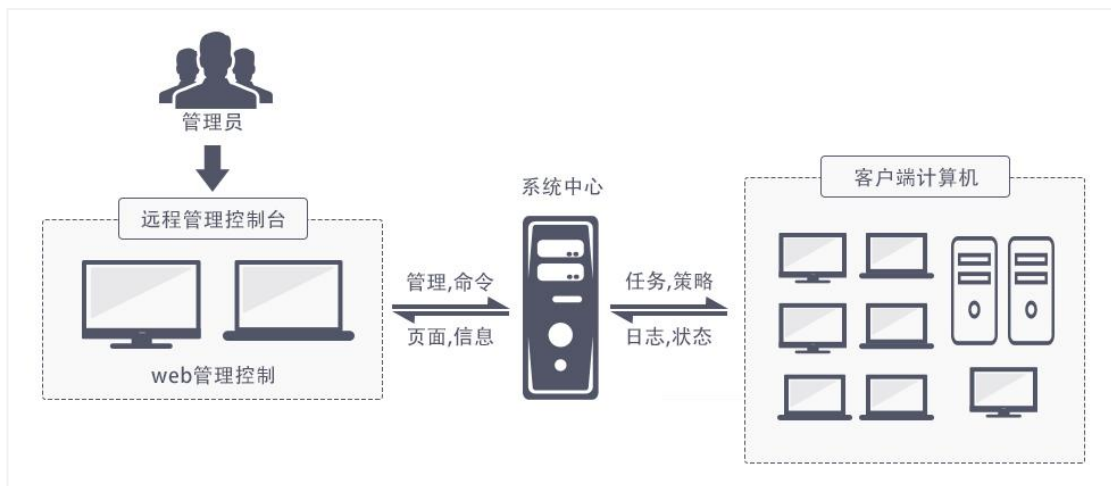 管理员
远程管理控制台
web管理控制
管理,命令
页面,信息
系统中心
任务,策略
日志,状态
客户端计算机